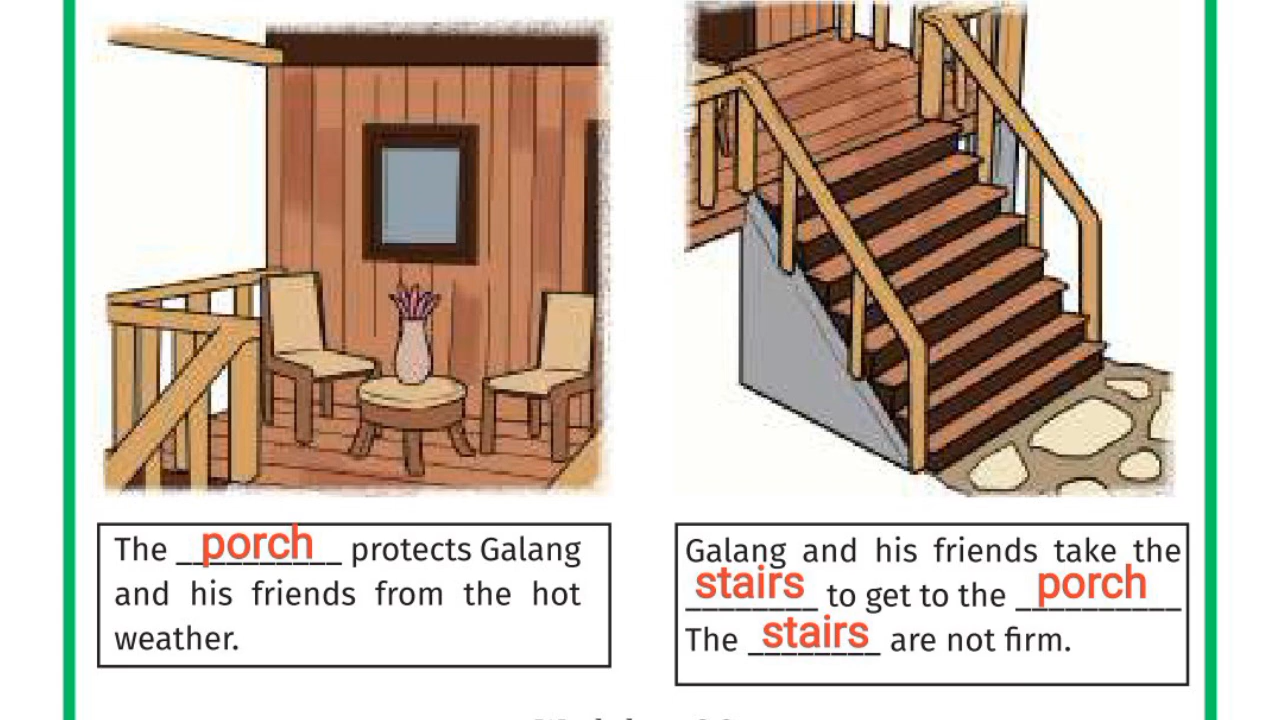 The porch protects Galang
and his friends from the hot
weather.
Galang and his friends take the
stairs to get to the porch
The stairs are not firm.